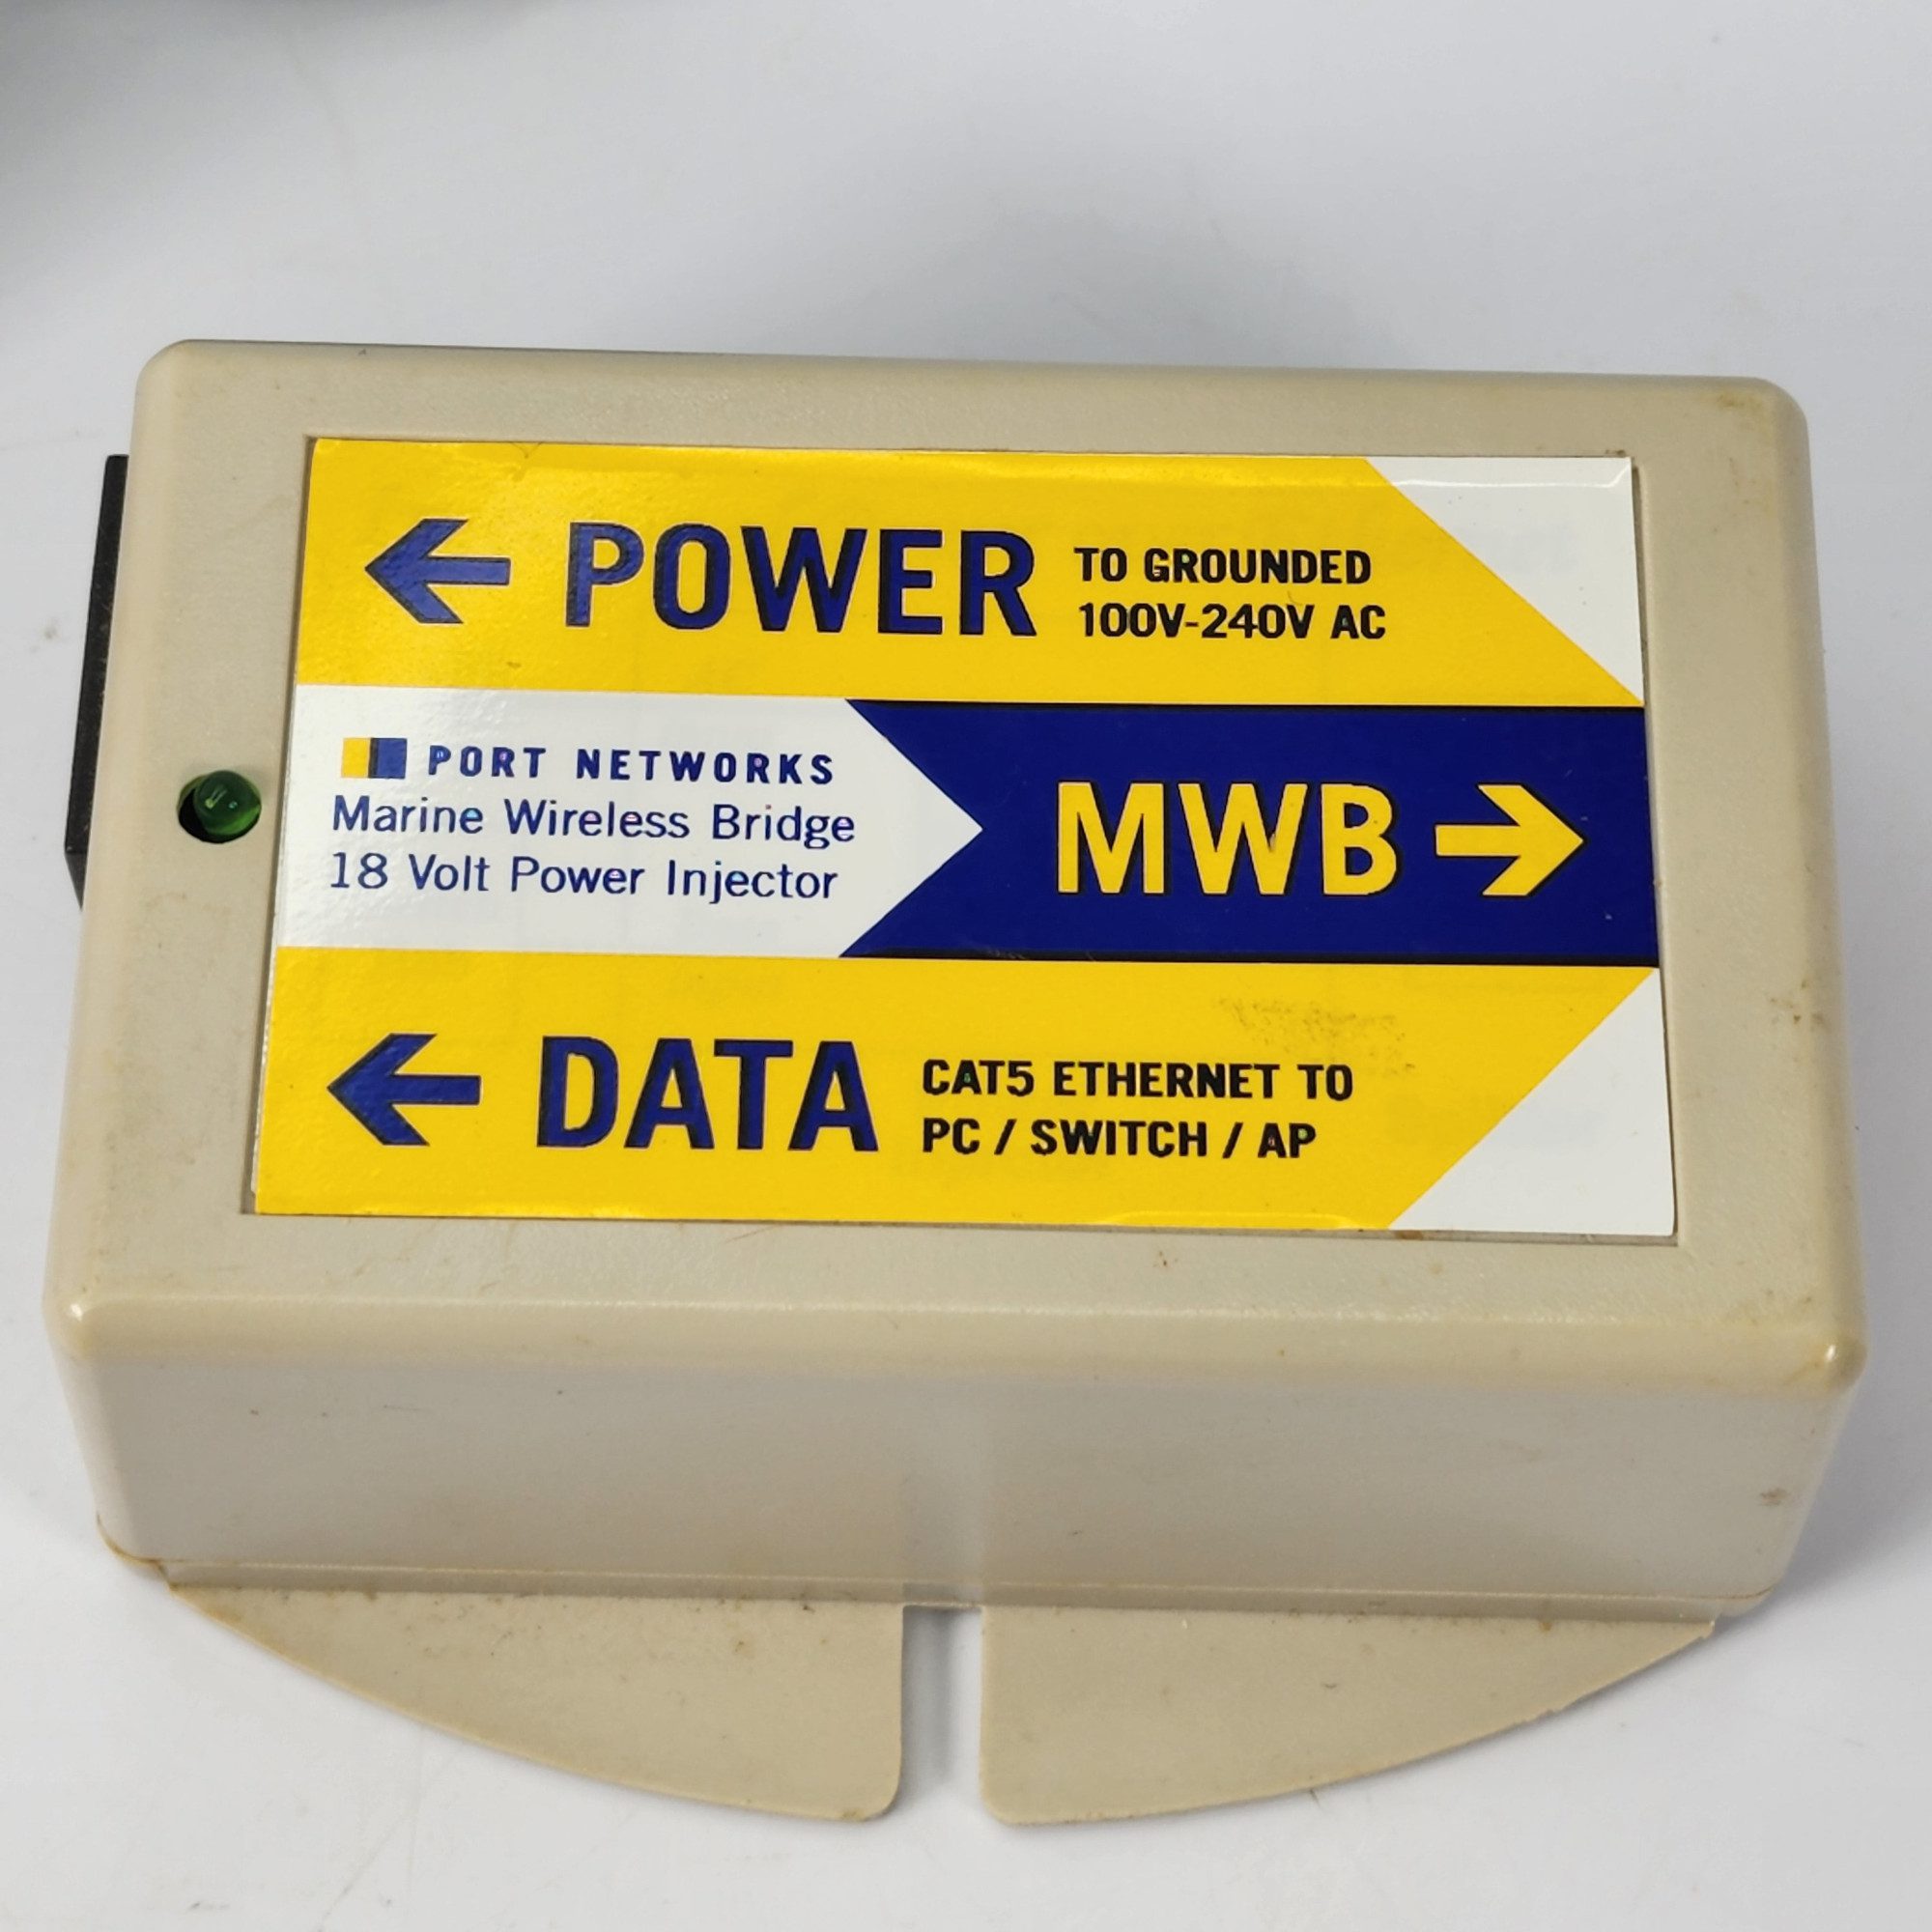 POWER TO GROUNDED
100V-240V AC
PORT NETWORKS
Marine Wireless Bridge
18 Volt Power Injector
MWB
DATA CAT5 ETHERNET TO
PC / SWITCH / AP